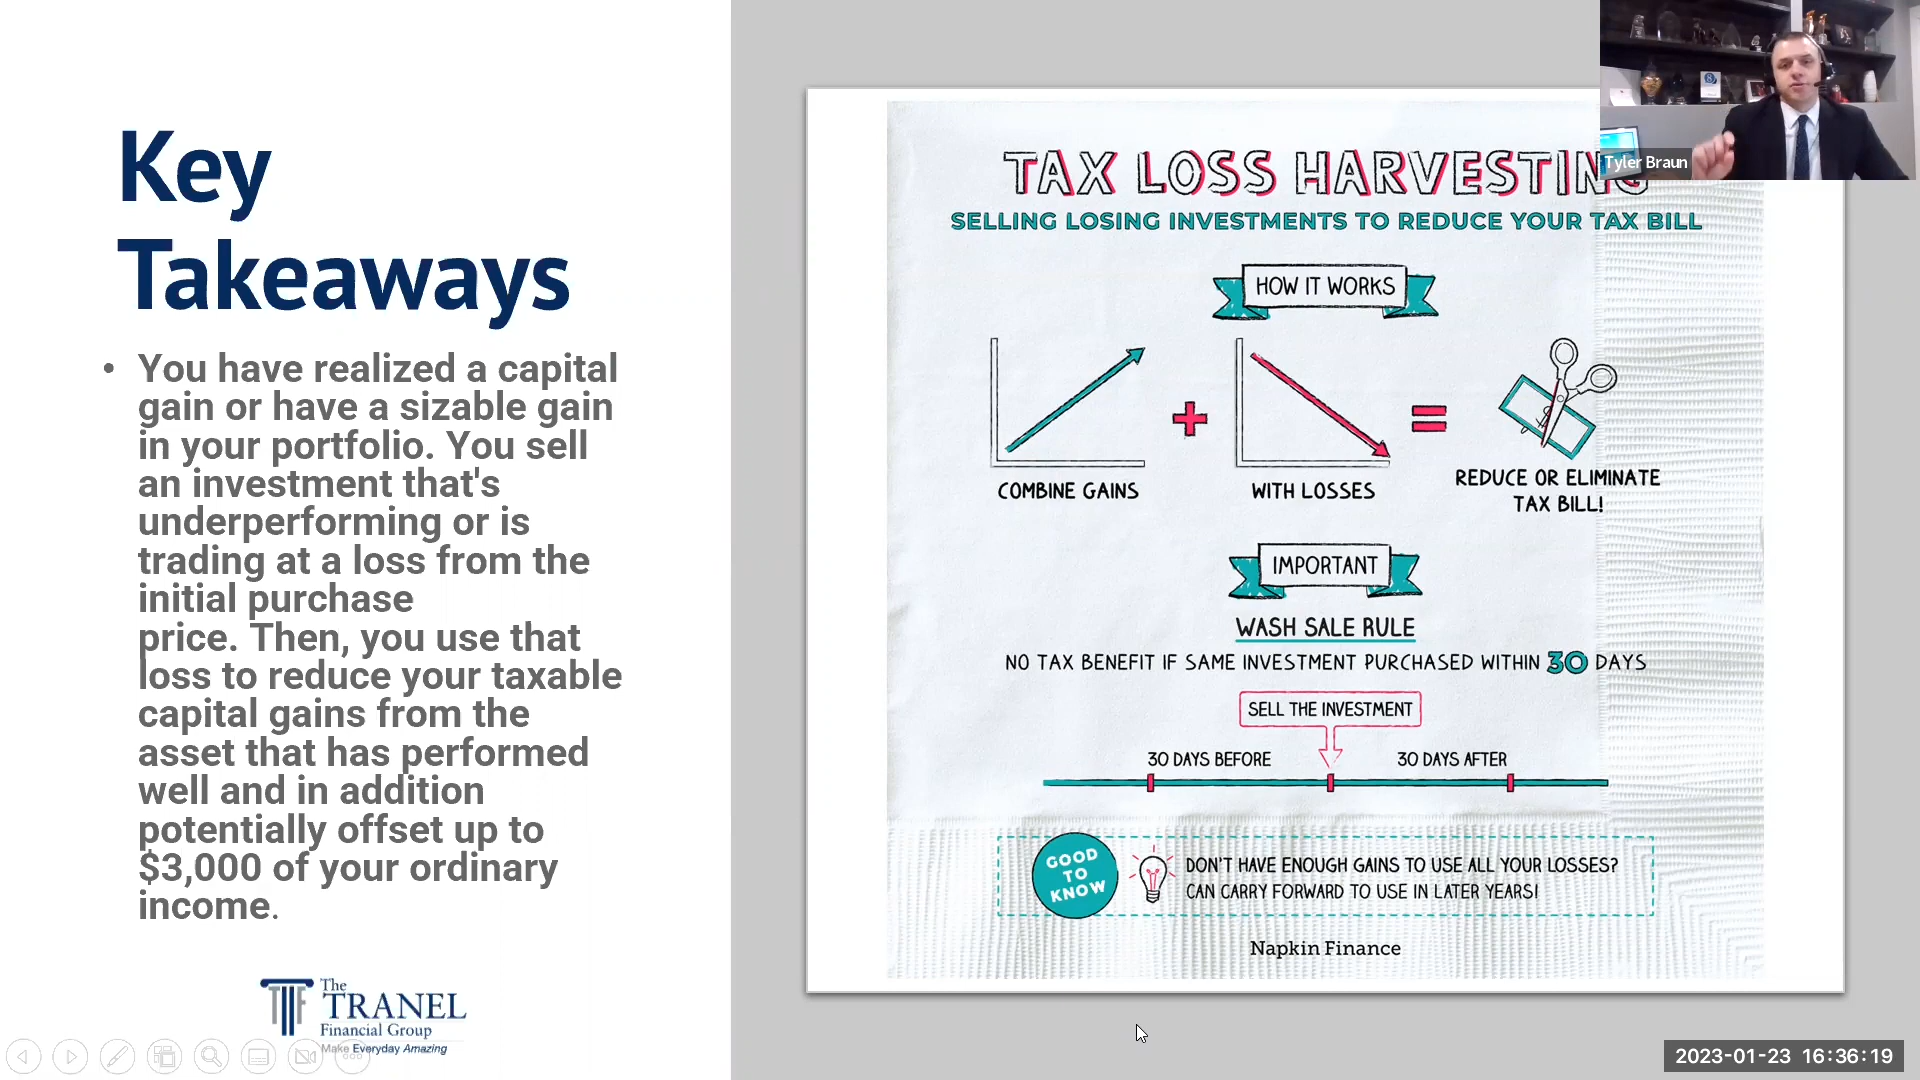 Key
Takeaways
• You have realized a capital
gain or have a sizable gain
in your portfolio. You sell
an investment that's
underperforming or is
trading at a loss from the
initial purchase
price. Then, you use that
loss to reduce your taxable
capital gains from the
asset that has performed
well and in addition
potentially offset up to
$3,000 of your ordinary
income.
The
TRANEL
Financial Group
Make Everyday Amazing
TAX LOSS HARVESTING
SELLING LOSING INVESTMENTS TO REDUCE YOUR TAX BILL
HOW IT WORKS
COMBINE GAINS
WITH LOSSES
REDUCE OR ELIMINATE
TAX BILL!
IMPORTANT
WASH SALE RULE
NO TAX BENEFIT IF SAME INVESTMENT PURCHASED WITHIN 30 DAYS
SELL THE INVESTMENT
30 DAYS BEFORE
30 DAYS AFTER
GOOD
TO
KNOW
DON'T HAVE ENOUGH GAINS TO USE ALL YOUR LOSSES?
CAN CARRY FORWARD TO USE IN LATER YEARS!
Napkin Finance
Tyler Braun
2023-01-23 16:36:19